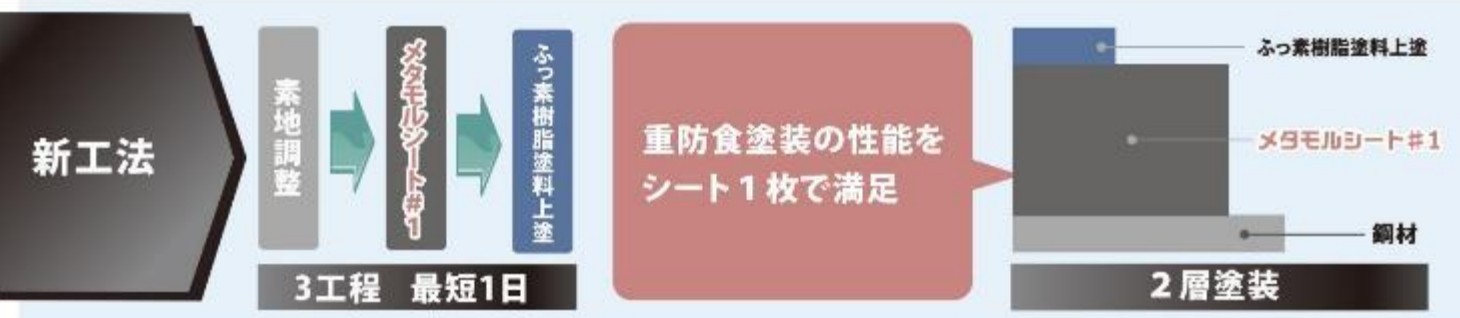 新工法
素地調整
メタモルシート#1
ふっ素樹脂塗料上塗
3工程 最短1日
重防食塗装の性能を
シート1枚で満足
ふっ素樹脂塗料上塗
メタモルシート#1
鋼材
2層塗装